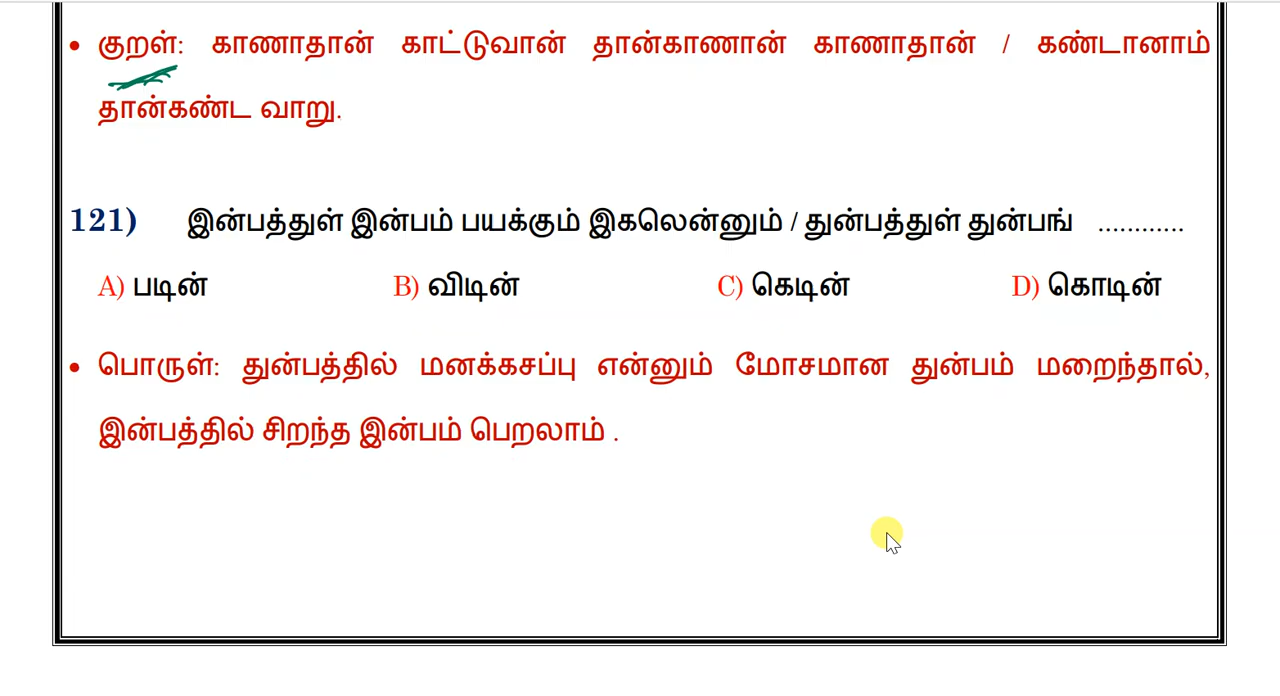 • குறள்: காணாதான் காட்டுவான் தான்காணான் காணாதான் / கண்டானாம்
தான்கண்ட வாறு.
121) இன்பத்துள் இன்பம் பயக்கும் இகலென்னும் / துன்பத்துள் துன்பங் ............
A) படின் B) விடின் C) கெடின் D) கொடின்
• பொருள்: துன்பத்தில் மனக்கசப்பு என்னும் மோசமான துன்பம் மறைந்தால்,
இன்பத்தில் சிறந்த இன்பம் பெறலாம் .